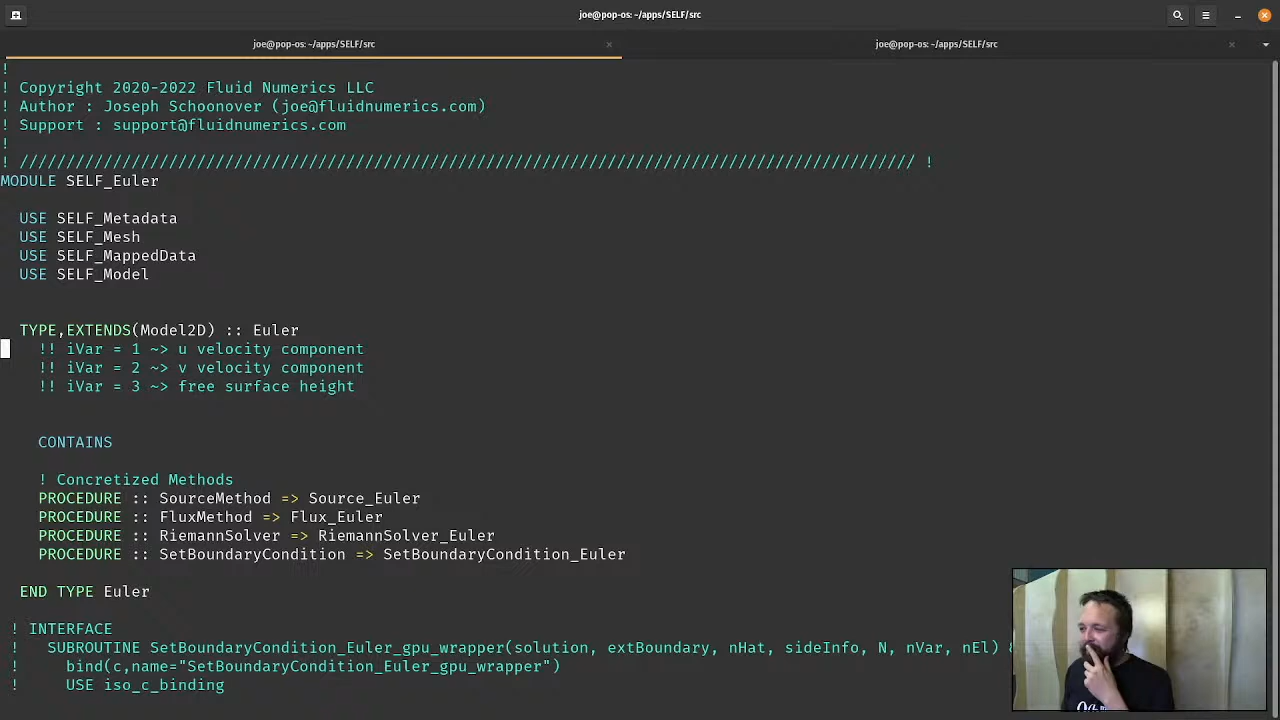 joe@pop-os: ~/apps/SELF/src
joe@pop-os: ~/apps/SELF/src
joe@pop-os: ~/apps/SELF/src
!
! Copyright 2020-2022 Fluid Numerics LLC
! Author : Joseph Schoonover (joe@fluidnumerics.com)
! Support : support@fluidnumerics.com
!
! //////////////////////////////////////////////////////////////////////////////////////////////// !
MODULE SELF_Euler
USE SELF_Metadata
USE SELF_Mesh
USE SELF_MappedData
USE SELF_Model
TYPE,EXTENDS(Model2D) :: Euler
!! iVar = 1 ~> u velocity component
!! iVar = 2 ~> v velocity component
!! iVar = 3 ~> free surface height
CONTAINS
! Concretized Methods
PROCEDURE :: SourceMethod => Source_Euler
PROCEDURE :: FluxMethod => Flux_Euler
PROCEDURE :: RiemannSolver => RiemannSolver_Euler
PROCEDURE :: SetBoundaryCondition => SetBoundaryCondition_Euler
END TYPE Euler
! INTERFACE
! SUBROUTINE SetBoundaryCondition_Euler_gpu_wrapper(solution, extBoundary, nHat, sideInfo, N, nVar, nEl) &
! bind(c,name="SetBoundaryCondition_Euler_gpu_wrapper")
! USE iso_c_binding